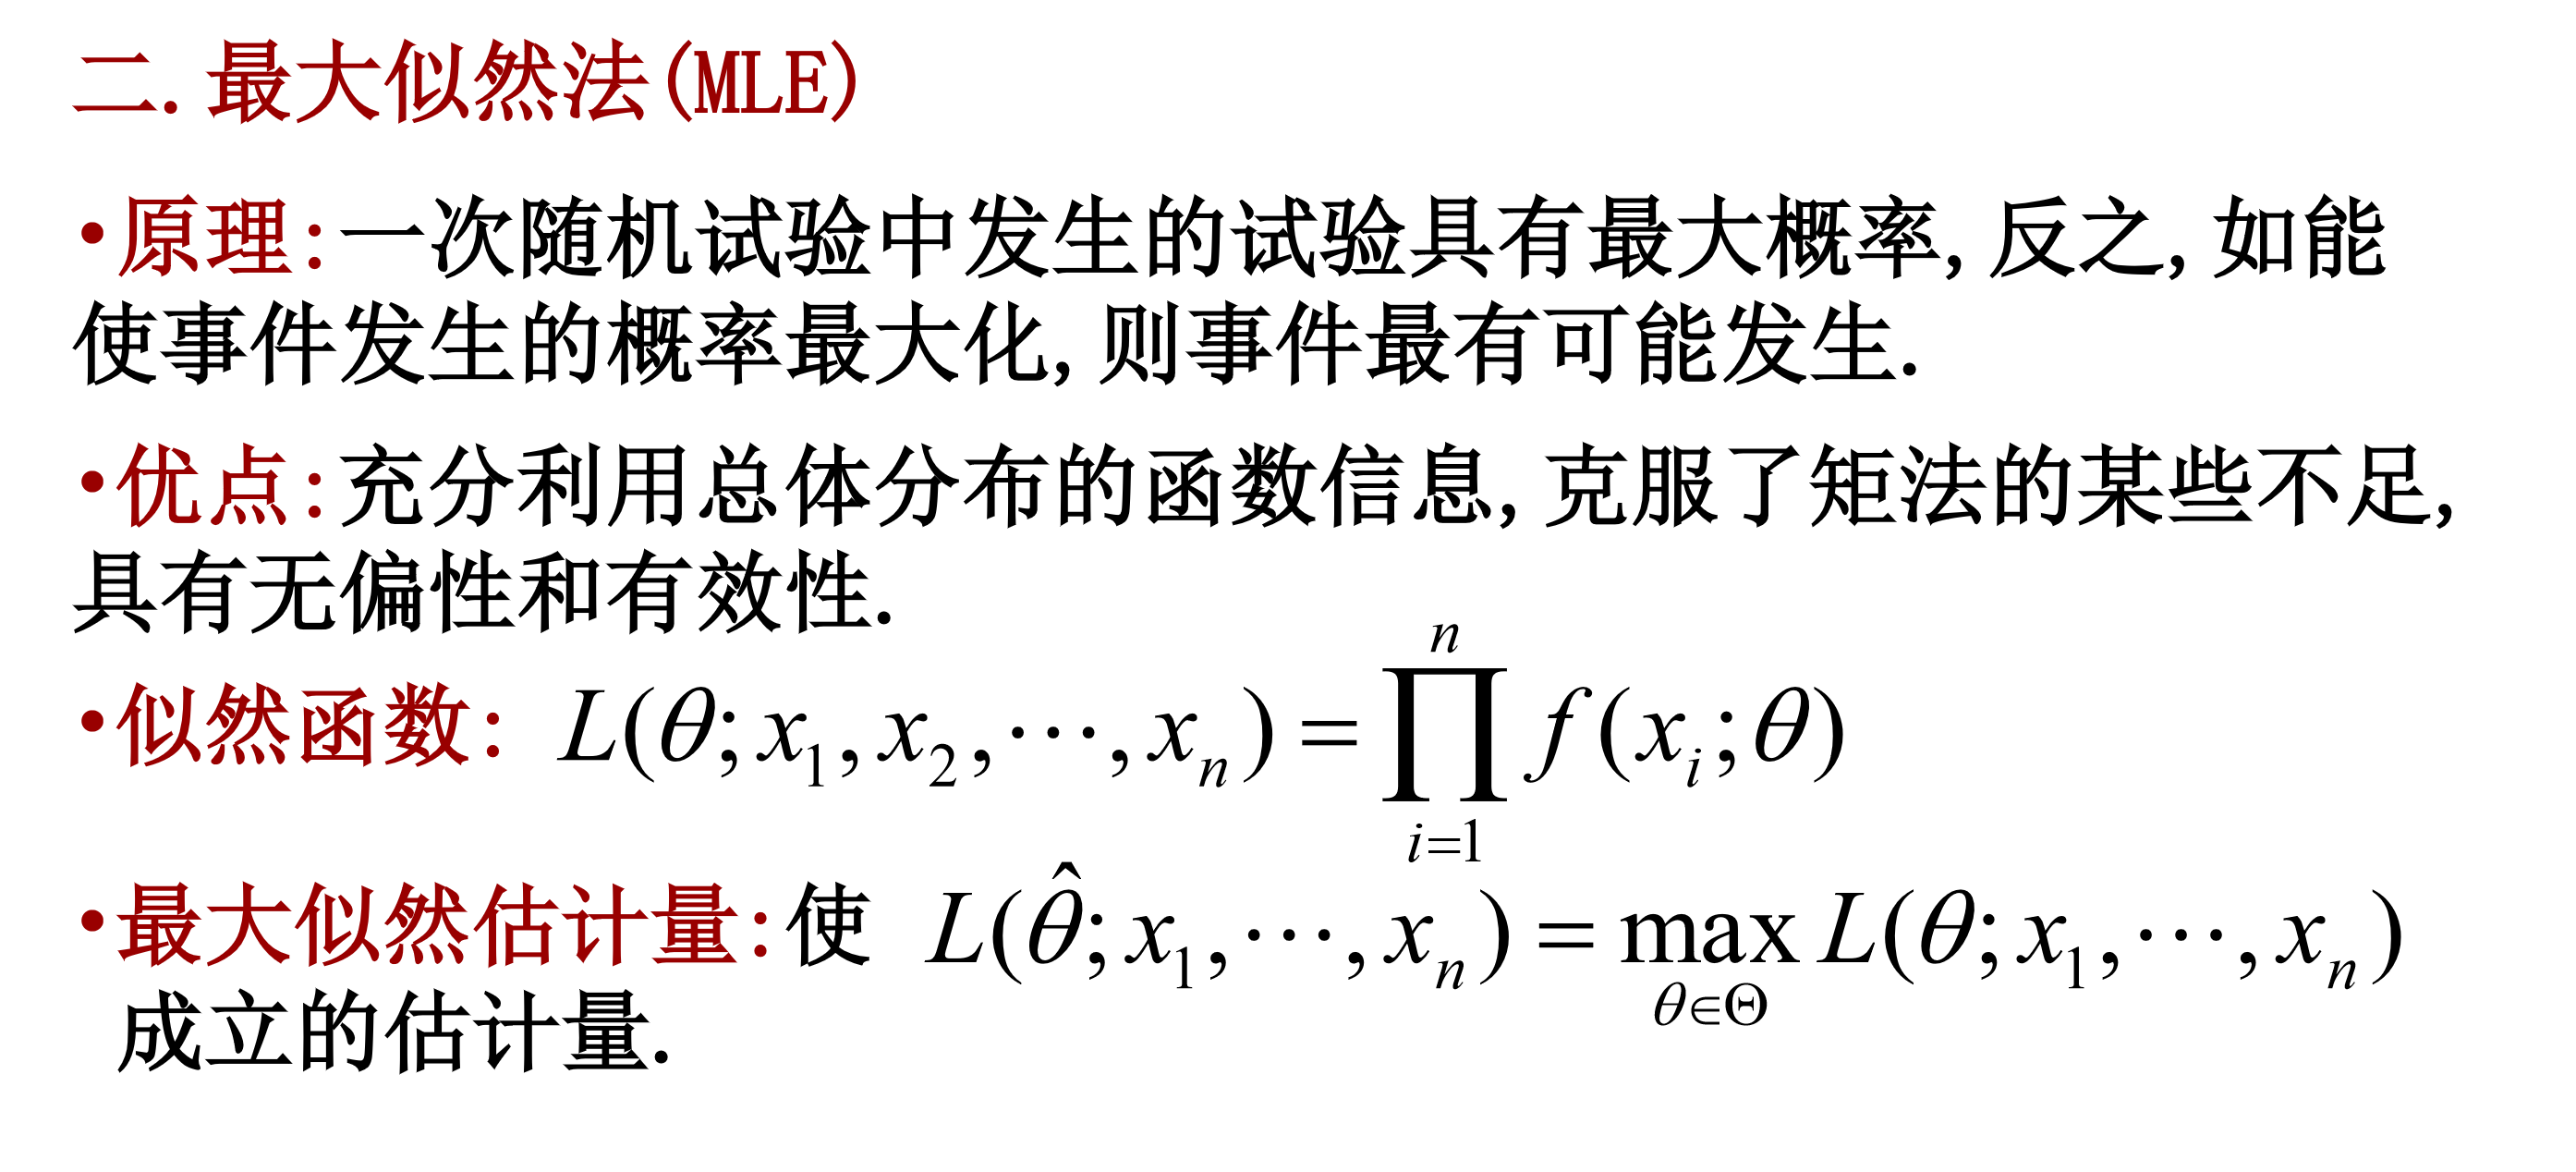 二.最大似然法(MLE)
•原理:一次随机试验中发生的试验具有最大概率,反之,如能
使事件发生的概率最大化,则事件最有可能发生.
•优点:充分利用总体分布的函数信息,克服了矩法的某些不足,
具有无偏性和有效性.
•似然函数: $L(\theta;x_1,x_2,\cdots,x_n)=\prod_{i=1}^{n}f(x_i;\theta)$
•最大似然估计量:使 $L(\hat{\theta};x_1,\cdots,x_n)=\max_{\theta\in\Theta}L(\theta;x_1,\cdots,x_n)$
成立的估计量.